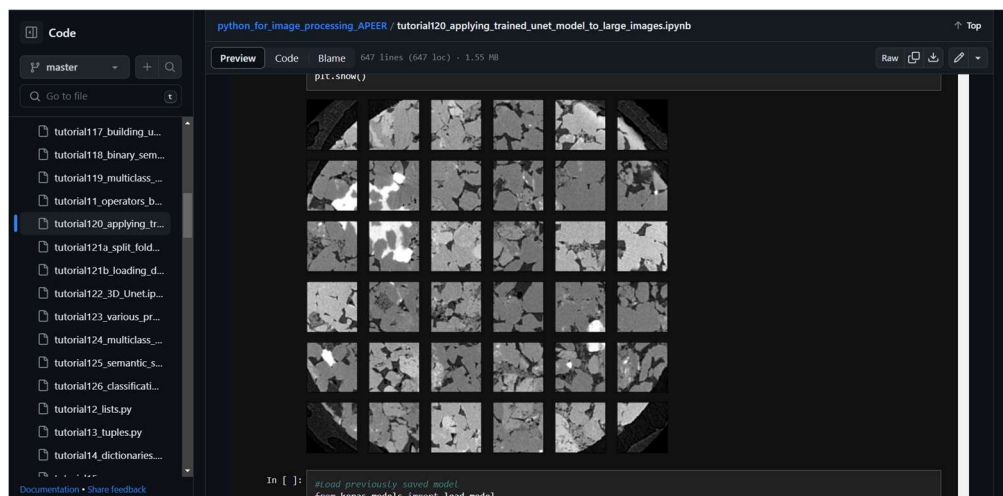 Code
master
Go to file
t
tutorial117_building_u...
tutorial118_binary_sem...
tutorial119_multiclass_...
tutorial11_operators_b...
tutorial120_applying_tr...
tutorial121a_split_fold...
tutorial121b_loading_d...
tutorial122_3D_Unet.ip...
tutorial123_various_pr...
tutorial124_multiclass_...
tutorial125_semantic_s...
tutorial126_classificati...
tutorial12_lists.py
tutorial13_tuples.py
tutorial14_dictionaries....
Documentation • Share feedback
python_for_image_processing_APEER / tutorial120_applying_trained_unet_model_to_large_images.ipynb
Top
Preview Code Blame 647 lines (647 loc) · 1.55 MB
Raw
plt.show()
In [ ]:
#Load previously saved model
from keras.models import load_model